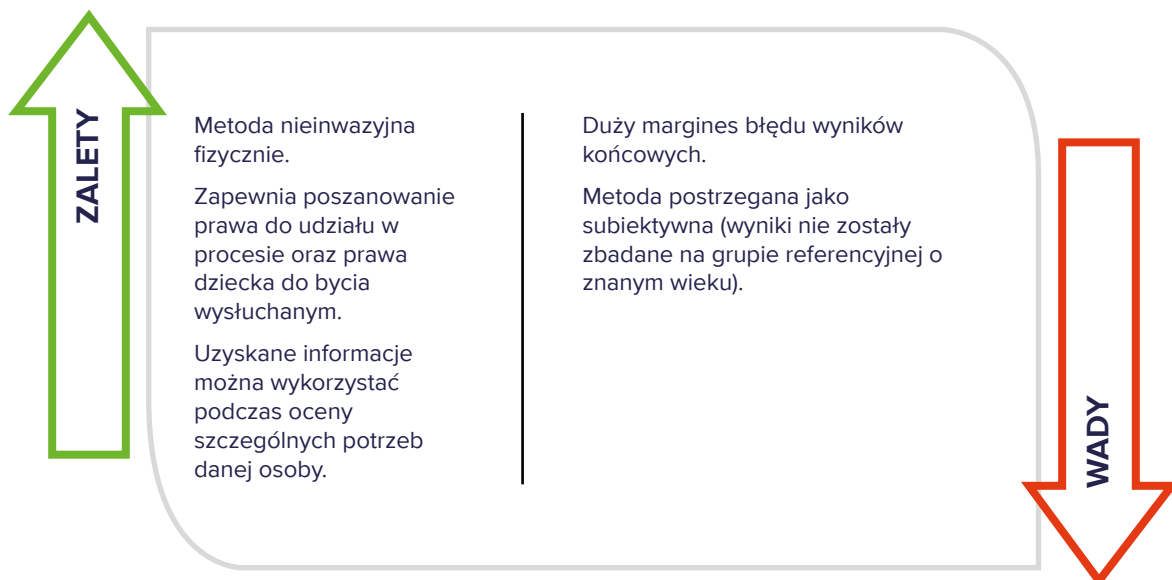 ZALETY
Metoda nieinwazyjna
fizycznie.
Zapewnia poszanowanie
prawa do udziału w
procesie oraz prawa
dziecka do bycia
wysłuchanym.
Uzyskane informacje
można wykorzystać
podczas oceny
szczególnych potrzeb
danej osoby.
Duży margines błędu wyników
końcowych.
Metoda postrzegana jako
subiektywna (wyniki nie zostały
zbadane na grupie referencyjnej o
znanym wieku).
WADY